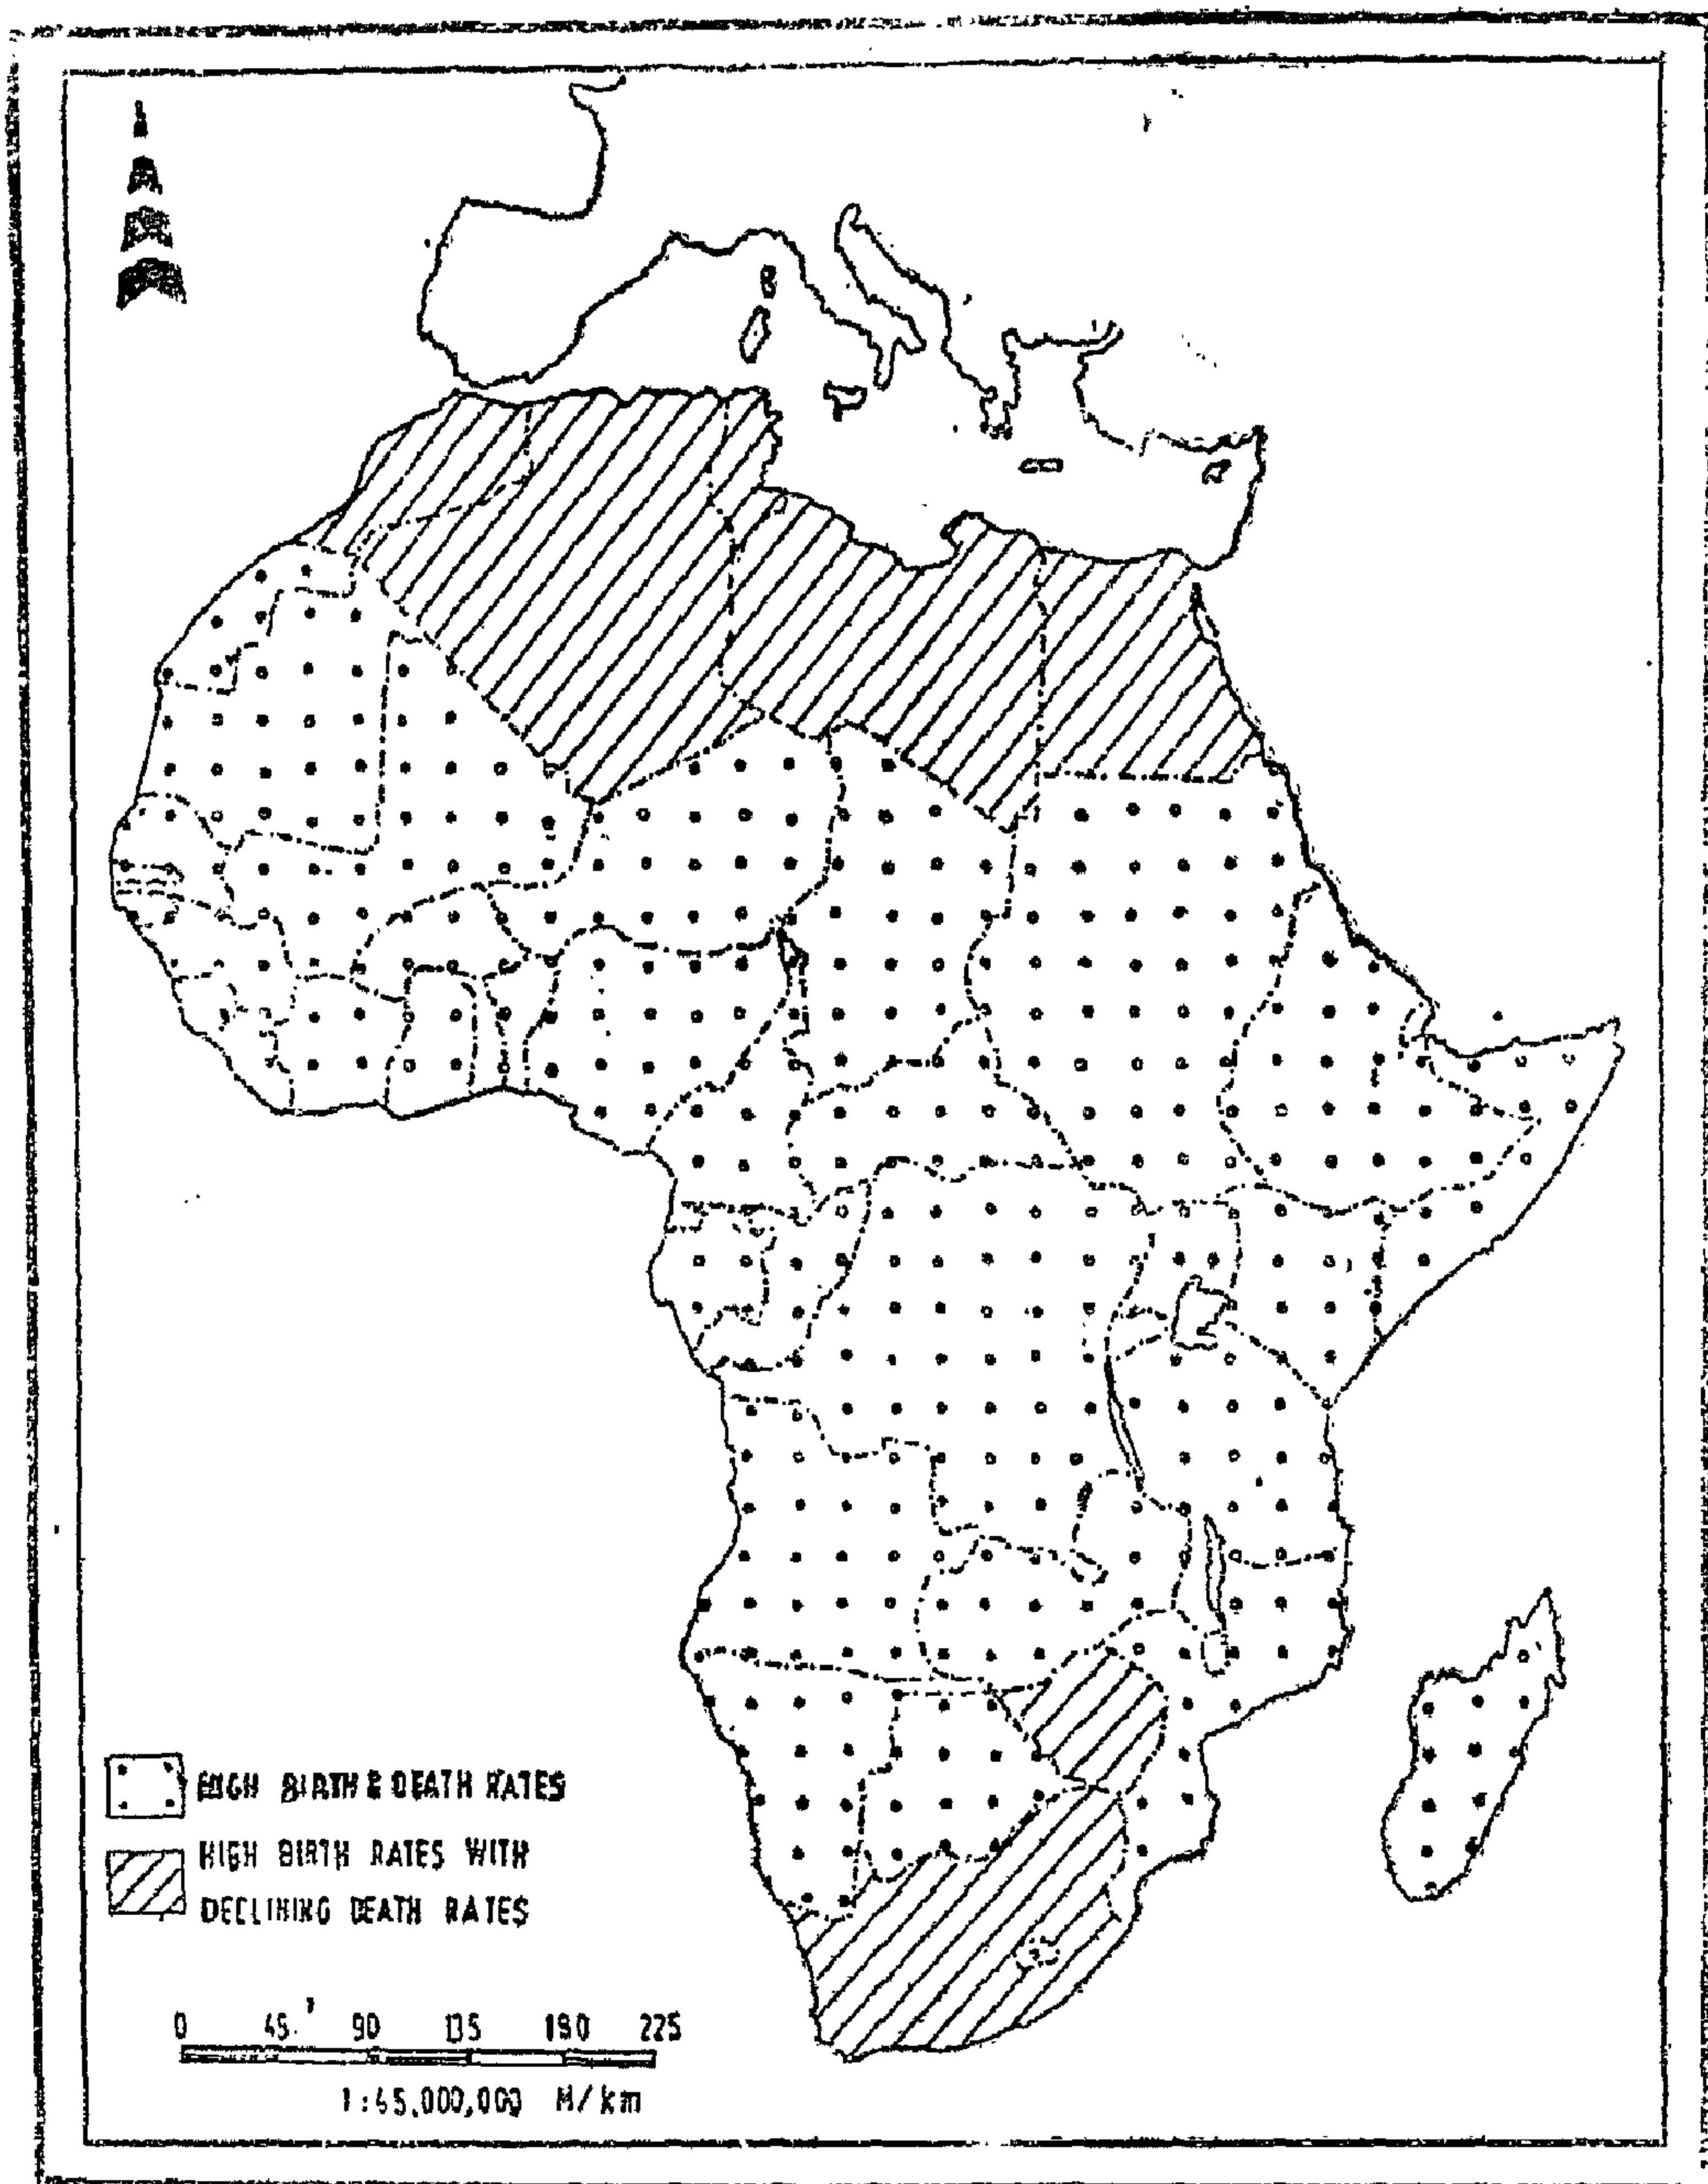 HIGH BIRTH & DEATH RATES
HIGH BIRTH RATES WITH
DECLINING DEATH RATES
0 45 90 135 180 225
1:45,000,000 M/km